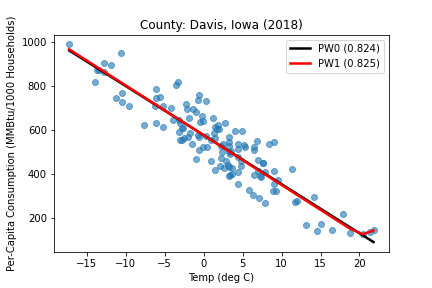 County: Davis, Iowa (2018)
Per-Capita Consumption (MMBtu/1000 Households)
1000
800
600
400
200
PW0 (0.824)
PW1 (0.825)
−15 −10 −5 0 5 10 15 20
Temp (deg C)